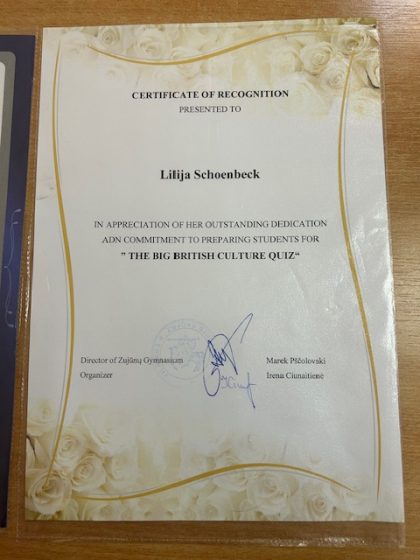 CERTIFICATE OF RECOGNITION
PRESENTED TO
Lilija Schoenbeck
IN APPRECIATION OF HER OUTSTANDING DEDICATION
ADN COMMITMENT TO PREPARING STUDENTS FOR
” THE BIG BRITISH CULTURE QUIZ“
Director of Zujūnų Gymnasium Marek Pščolovski
Organizer Irena Ciunaitienė